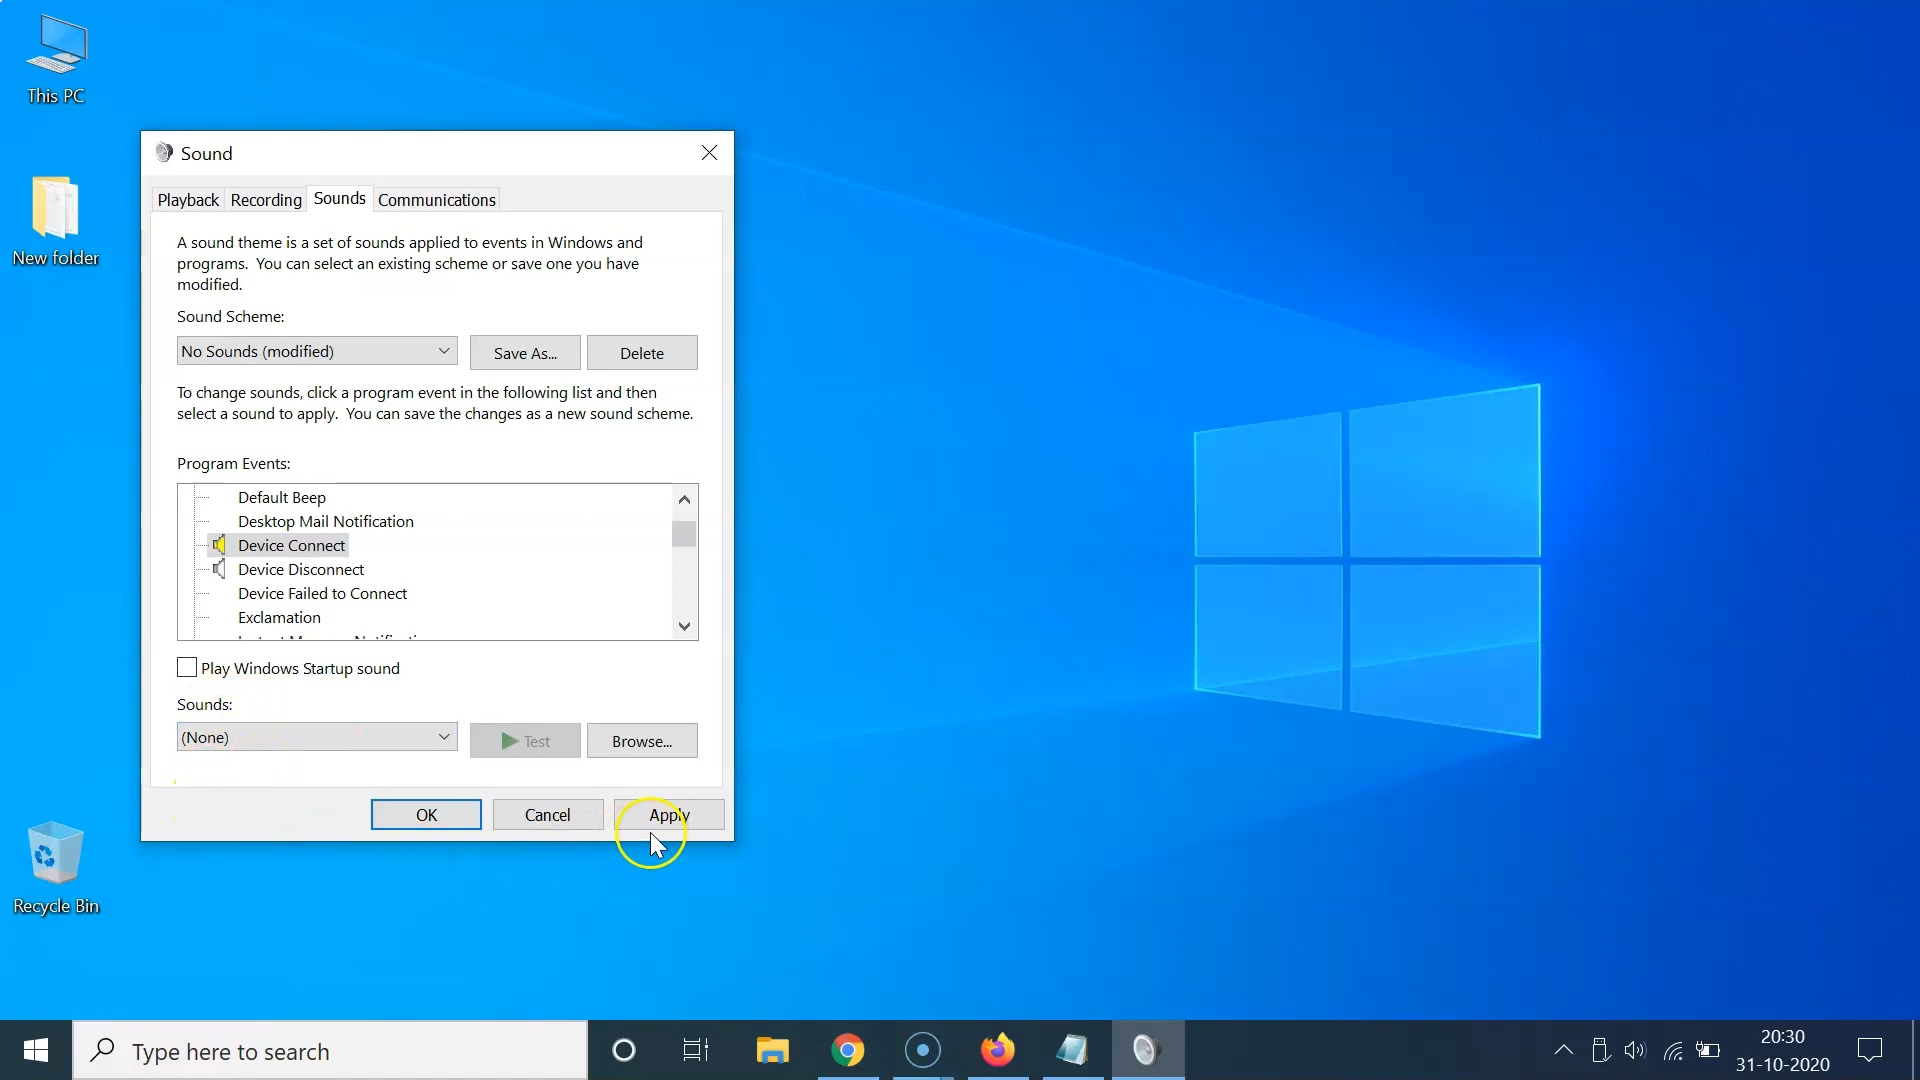 This PC
New folder
Recycle Bin
Sound
Playback
Recording
Sounds
Communications
A sound theme is a set of sounds applied to events in Windows and
programs.  You can select an existing scheme or save one you have
modified.
Sound Scheme:
No Sounds (modified)
Save As...
Delete
To change sounds, click a program event in the following list and then
select a sound to apply.  You can save the changes as a new sound scheme.
Program Events:
Default Beep
Desktop Mail Notification
Device Connect
Device Disconnect
Device Failed to Connect
Exclamation
Play Windows Startup sound
Sounds:
(None)
Test
Browse...
OK
Cancel
Apply
Type here to search
20:30
31-10-2020